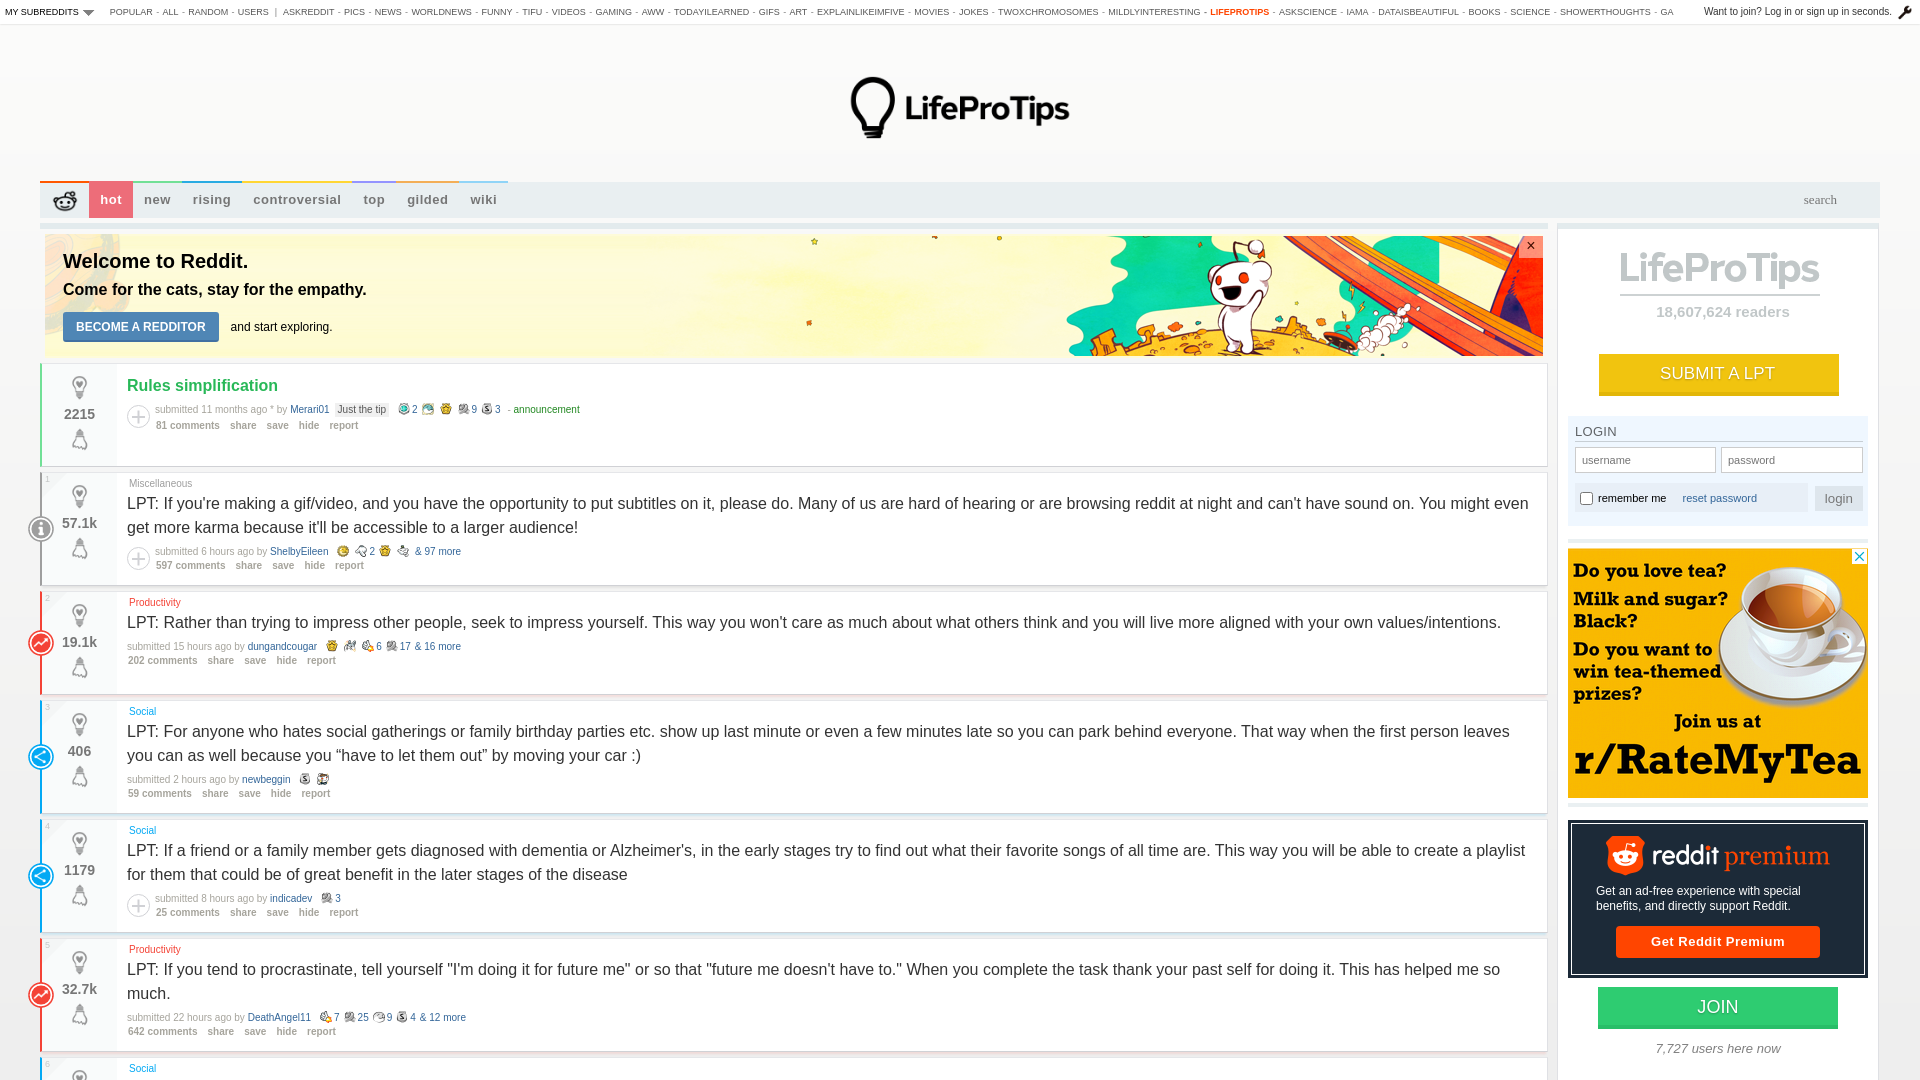 MY SUBREDDITS POPULAR - ALL - RANDOM - USERS | ASKREDDIT - PICS - NEWS - WORLDNEWS - FUNNY - TIFU - VIDEOS - GAMING - AWW - TODAYILEARNED - GIFS - ART - EXPLAINLIKEIMFIVE - MOVIES - JOKES - TWOXCHROMOSOMES - MILDLYINTERESTING - LIFEPROTIPS - ASKSCIENCE - IAMA - DATAISBEAUTIFUL - BOOKS - SCIENCE - SHOWERTHOUGHTS - GA Want to join? Log in or sign up in seconds.
LifeProTips
hot new rising controversial top gilded wiki search
Welcome to Reddit.
Come for the cats, stay for the empathy.
BECOME A REDDITOR and start exploring.
×
2215
Rules simplification
submitted 11 months ago * by Merari01 Just the tip 2 9 3 - announcement
81 comments share save hide report
1
57.1k
Miscellaneous
LPT: If you're making a gif/video, and you have the opportunity to put subtitles on it, please do. Many of us are hard of hearing or are browsing reddit at night and can't have sound on. You might even
get more karma because it'll be accessible to a larger audience!
submitted 6 hours ago by ShelbyEileen 2 & 97 more
597 comments share save hide report
2
19.1k
Productivity
LPT: Rather than trying to impress other people, seek to impress yourself. This way you won't care as much about what others think and you will live more aligned with your own values/intentions.
submitted 15 hours ago by dungandcougar 6 17 & 16 more
202 comments share save hide report
3
406
Social
LPT: For anyone who hates social gatherings or family birthday parties etc. show up last minute or even a few minutes late so you can park behind everyone. That way when the first person leaves
you can as well because you “have to let them out” by moving your car :)
submitted 2 hours ago by newbeggin
59 comments share save hide report
4
1179
Social
LPT: If a friend or a family member gets diagnosed with dementia or Alzheimer's, in the early stages try to find out what their favorite songs of all time are. This way you will be able to create a playlist
for them that could be of great benefit in the later stages of the disease
submitted 8 hours ago by indicadev 3
25 comments share save hide report
5
32.7k
Productivity
LPT: If you tend to procrastinate, tell yourself "I'm doing it for future me" or so that "future me doesn't have to." When you complete the task thank your past self for doing it. This has helped me so
much.
submitted 22 hours ago by DeathAngel11 7 25 9 4 & 12 more
642 comments share save hide report
6
Social
LifeProTips
18,607,624 readers
SUBMIT A LPT
LOGIN
username password
remember me reset password login
Do you love tea?
Milk and sugar?
Black?
Do you want to
win tea-themed
prizes?
Join us at
r/RateMyTea
reddit premium
Get an ad-free experience with special
benefits, and directly support Reddit.
Get Reddit Premium
JOIN
7,727 users here now